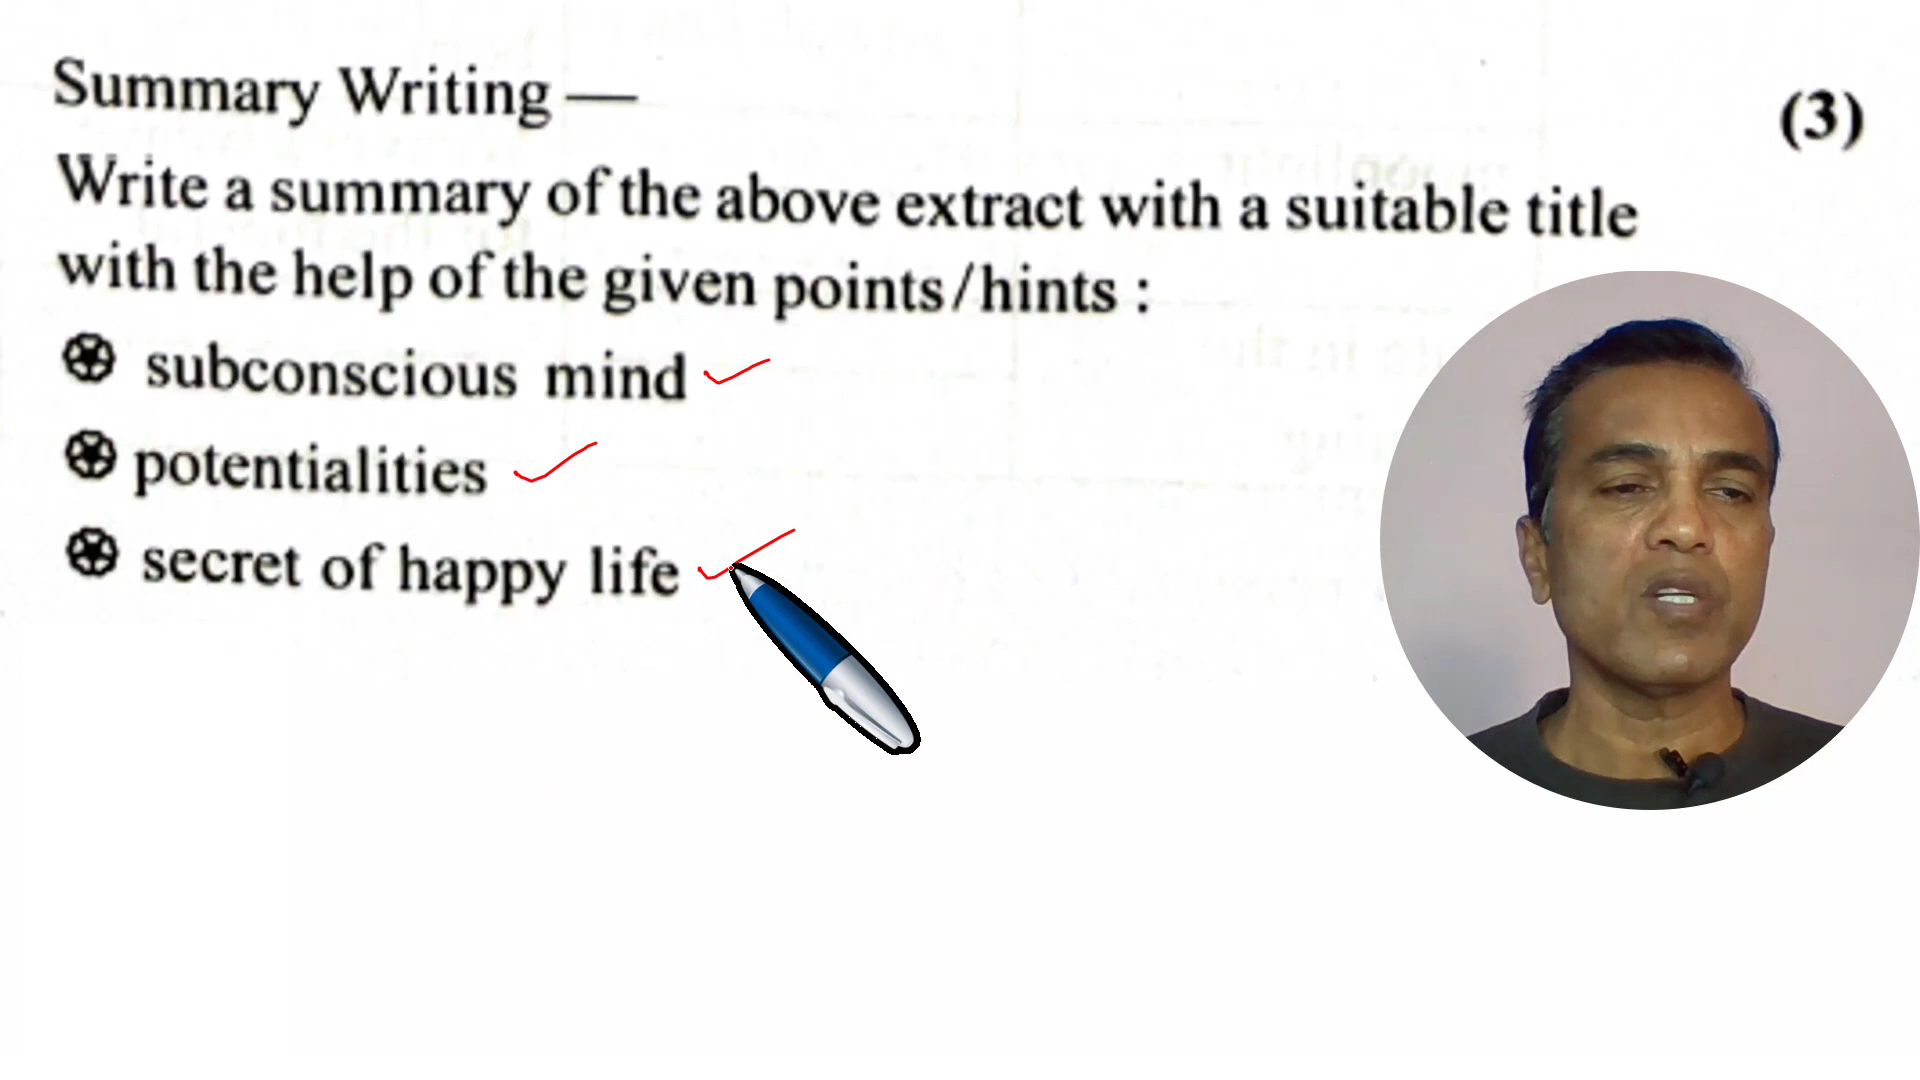 Summary Writing — (3)
Write a summary of the above extract with a suitable title
with the help of the given points/hints :
subconscious mind
potentialities
secret of happy life